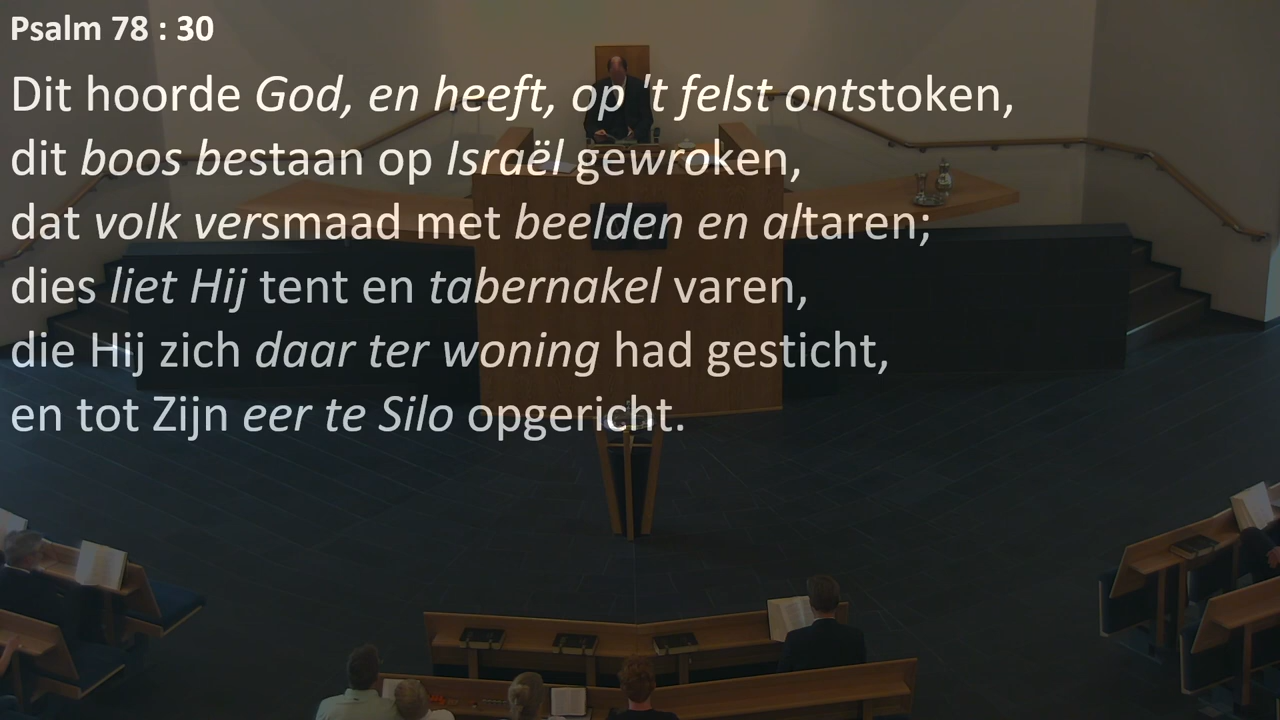 Psalm 78 : 30
Dit hoorde God, en heeft, op 't felst ontstoken,
dit boos bestaan op Israël gewroken,
dat volk versmaad met beelden en altaren;
dies liet Hij tent en tabernakel varen,
die Hij zich daar ter woning had gesticht,
en tot Zijn eer te Silo opgericht.